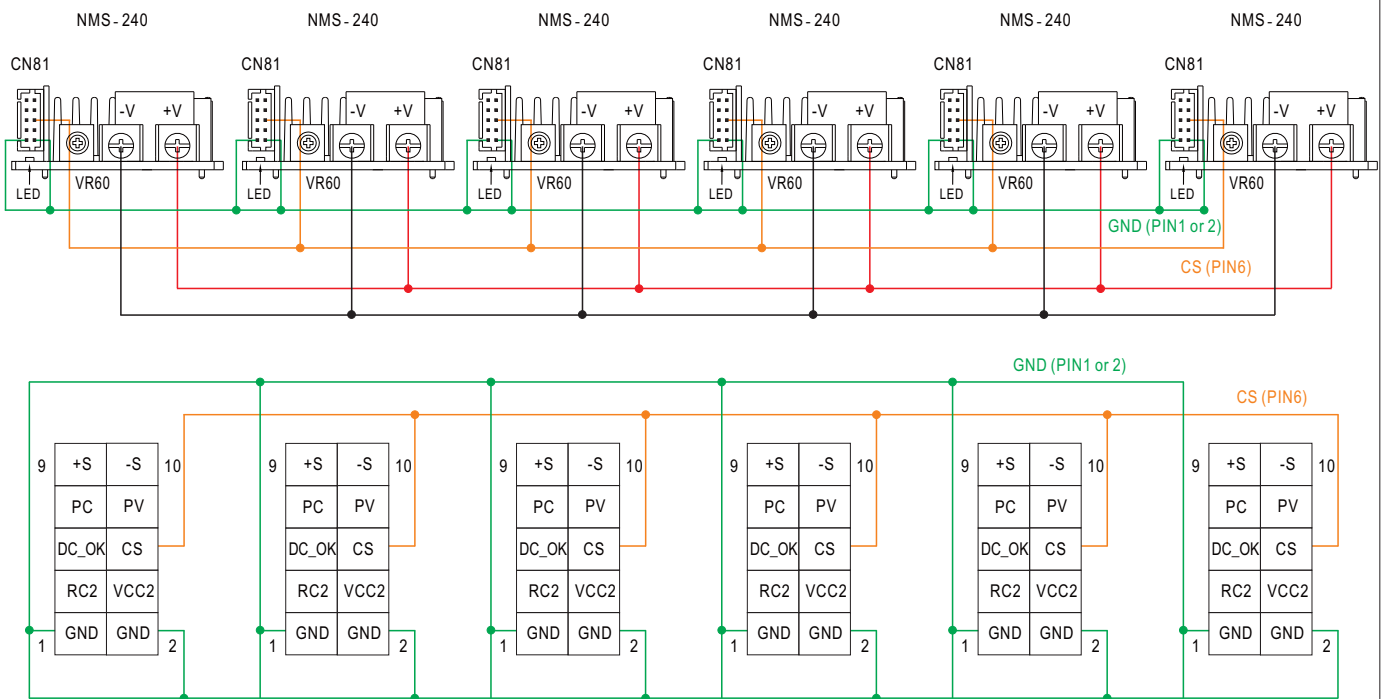 NMS-240 NMS-240 NMS-240 NMS-240 NMS-240 NMS-240
CN81 CN81 CN81 CN81 CN81 CN81
-V +V -V +V -V +V -V +V -V +V -V +V
LED VR60 LED VR60 LED VR60 LED VR60 LED VR60 LED VR60
GND (PIN1 or 2)
CS (PIN6)
GND (PIN1 or 2)
CS (PIN6)
9 +S -S 10 9 +S -S 10 9 +S -S 10 9 +S -S 10 9 +S -S 10 9 +S -S 10
PC PV PC PV PC PV PC PV PC PV PC PV
DC_OK CS DC_OK CS DC_OK CS DC_OK CS DC_OK CS DC_OK CS
RC2 VCC2 RC2 VCC2 RC2 VCC2 RC2 VCC2 RC2 VCC2 RC2 VCC2
1 GND GND 2 1 GND GND 2 1 GND GND 2 1 GND GND 2 1 GND GND 2 1 GND GND 2